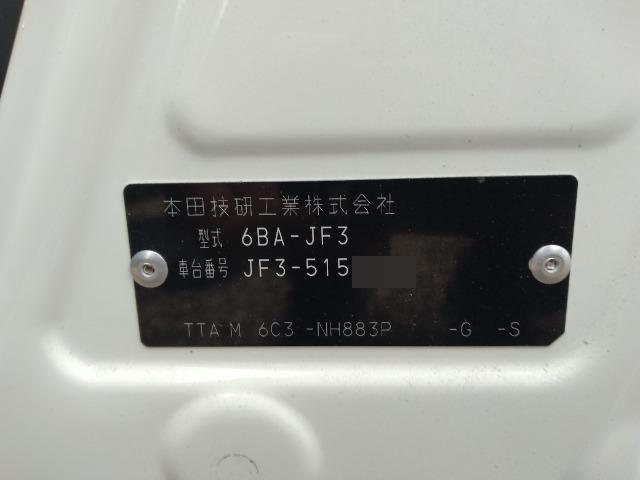 本田技研工業株式会社
型式 6BA-JF3
車台番号 JF3-515
TTA M 6C3 -NH883P -G -S